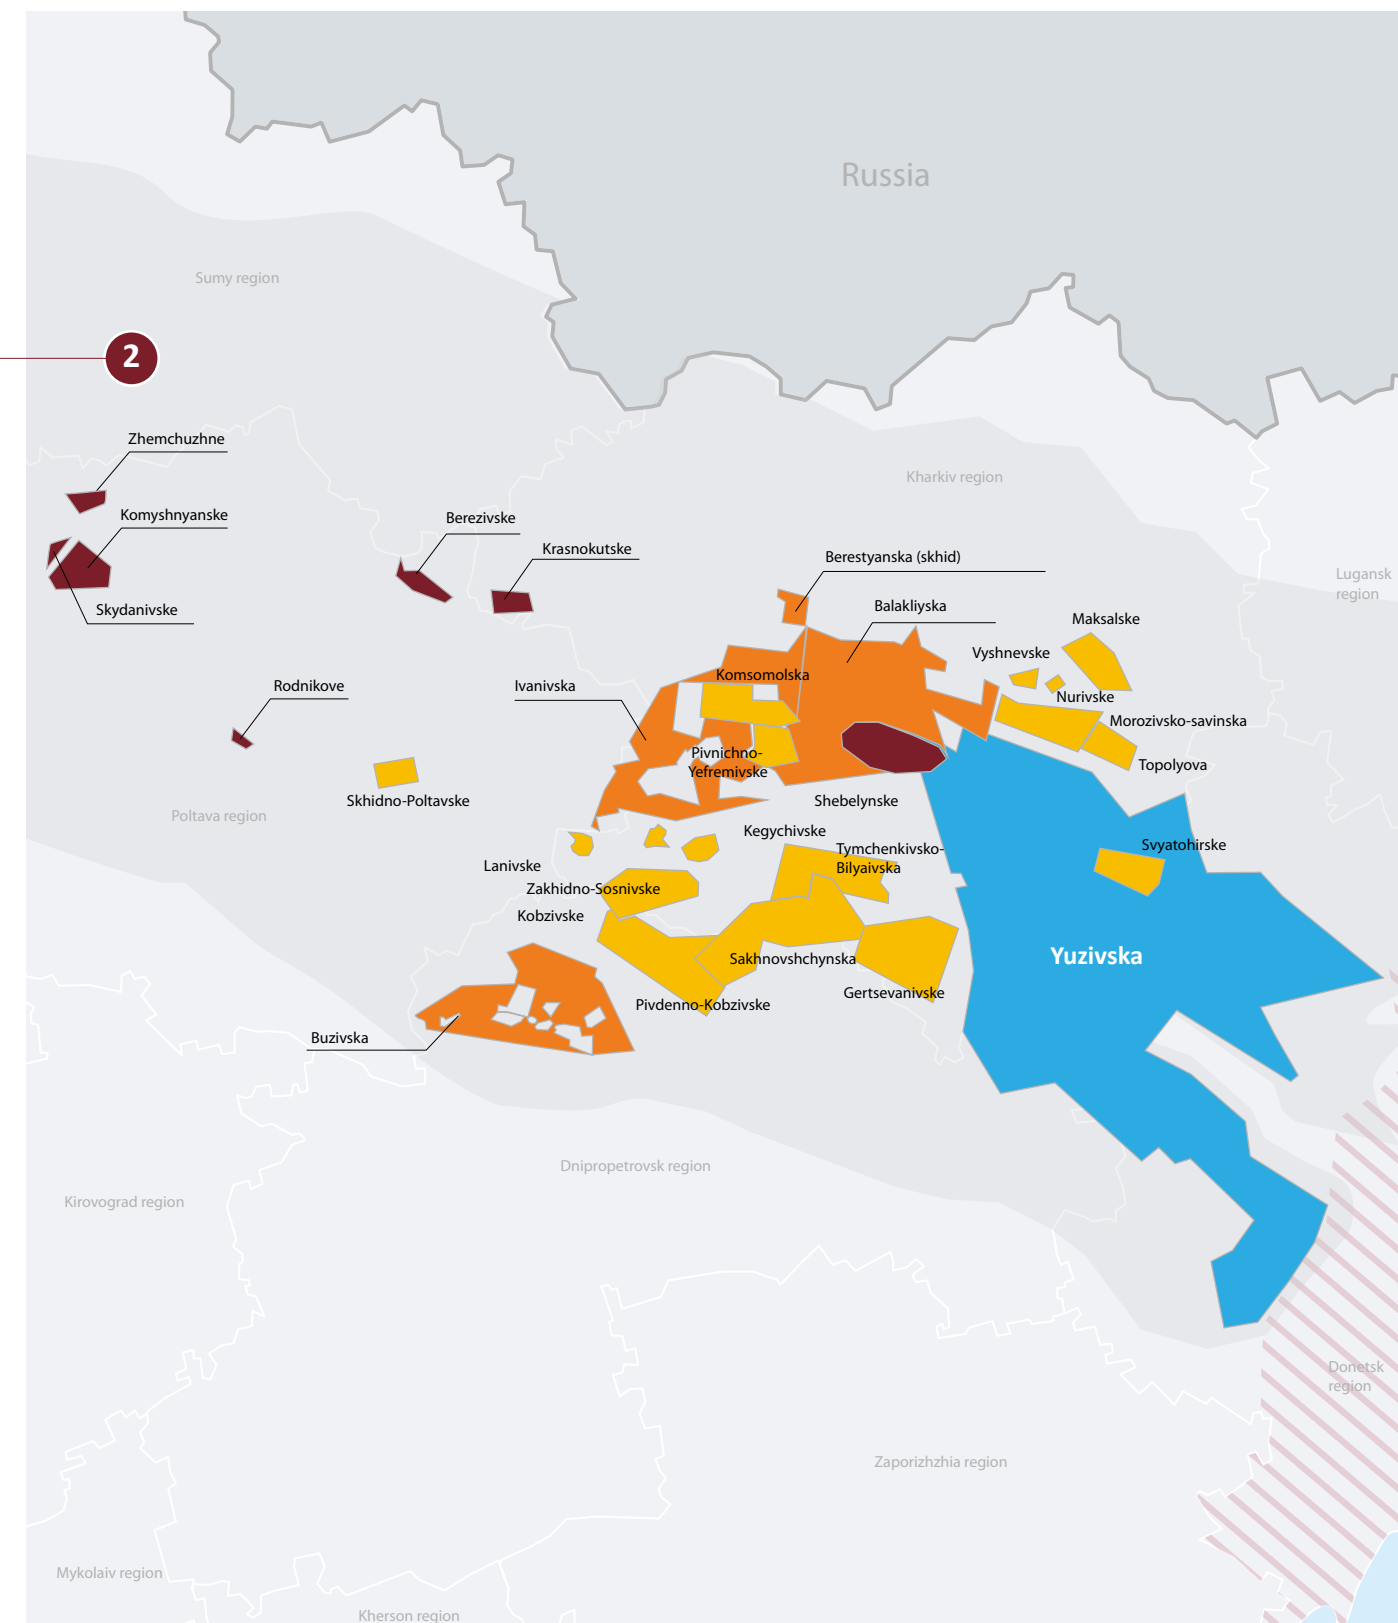 Russia
Sumy region
2
Zhemchuzhne
Kharkiv region
Komyshnyanske
Berezivske
Krasnokutske
Berestyanska (skhid)
Lugansk
region
Skydanivske
Balakliyska
Maksalske
Vyshnevske
Komsomolska
Rodnikove
Ivanivska
Nurivske
Morozivsko-savinska
Pivnichno-
Yefremivske
Topolyova
Skhidno-Poltavske
Shebelynske
Poltava region
Kegychivske
Tymchenkivsko-
Bilyaivska
Svyatohirske
Lanivske
Zakhidno-Sosnivske
Kobzivske
Yuzivska
Sakhnovshchynska
Gertsevanivske
Pivdenno-Kobzivske
Buzivska
Dnipropetrovsk region
Kirovograd region
Donetsk
region
Zaporizhzhia region
Mykolaiv region
Kherson region